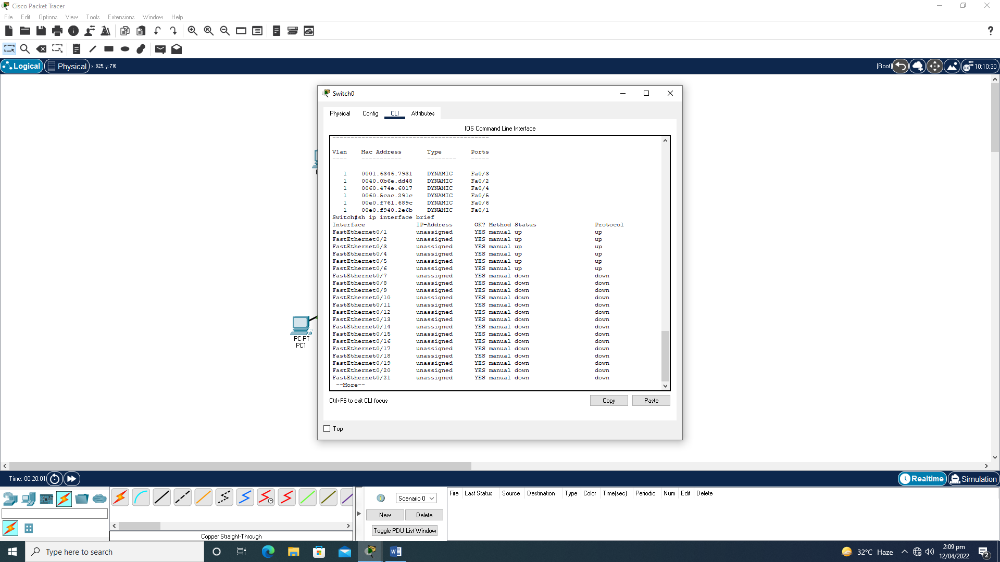 Cisco Packet Tracer
File Edit Options View Tools Extensions Window Help
Logical Physical x: 825, y: 716 [Root] 10:10:30
Switch0
Physical Config CLI Attributes
IOS Command Line Interface
-------------------------------------------
Vlan    Mac Address       Type        Ports
----    -----------       --------    -----
   1    0001.6346.7931    DYNAMIC     Fa0/3
   1    0040.0b6e.dd48    DYNAMIC     Fa0/2
   1    0060.474e.6017    DYNAMIC     Fa0/4
   1    0060.5cac.291c    DYNAMIC     Fa0/5
   1    00e0.f761.689c    DYNAMIC     Fa0/6
   1    00e0.f940.2e6b    DYNAMIC     Fa0/1
Switch#sh ip interface brief
Interface              IP-Address      OK? Method Status                Protocol
FastEthernet0/1        unassigned      YES manual up                    up
FastEthernet0/2        unassigned      YES manual up                    up
FastEthernet0/3        unassigned      YES manual up                    up
FastEthernet0/4        unassigned      YES manual up                    up
FastEthernet0/5        unassigned      YES manual up                    up
FastEthernet0/6        unassigned      YES manual up                    up
FastEthernet0/7        unassigned      YES manual down                  down
FastEthernet0/8        unassigned      YES manual down                  down
FastEthernet0/9        unassigned      YES manual down                  down
FastEthernet0/10       unassigned      YES manual down                  down
FastEthernet0/11       unassigned      YES manual down                  down
FastEthernet0/12       unassigned      YES manual down                  down
FastEthernet0/13       unassigned      YES manual down                  down
FastEthernet0/14       unassigned      YES manual down                  down
FastEthernet0/15       unassigned      YES manual down                  down
FastEthernet0/16       unassigned      YES manual down                  down
FastEthernet0/17       unassigned      YES manual down                  down
FastEthernet0/18       unassigned      YES manual down                  down
FastEthernet0/19       unassigned      YES manual down                  down
FastEthernet0/20       unassigned      YES manual down                  down
FastEthernet0/21       unassigned      YES manual down                  down
 --More--
Ctrl+F6 to exit CLI focus Copy Paste
Top
PC-PT
PC1
Time: 00:20:01 Realtime Simulation
Scenario 0
New Delete
Toggle PDU List Window
Fire Last Status Source Destination Type Color Time(sec) Periodic Num Edit Delete
Copper Straight-Through
Type here to search
32°C Haze
2:09 pm
12/04/2022
2